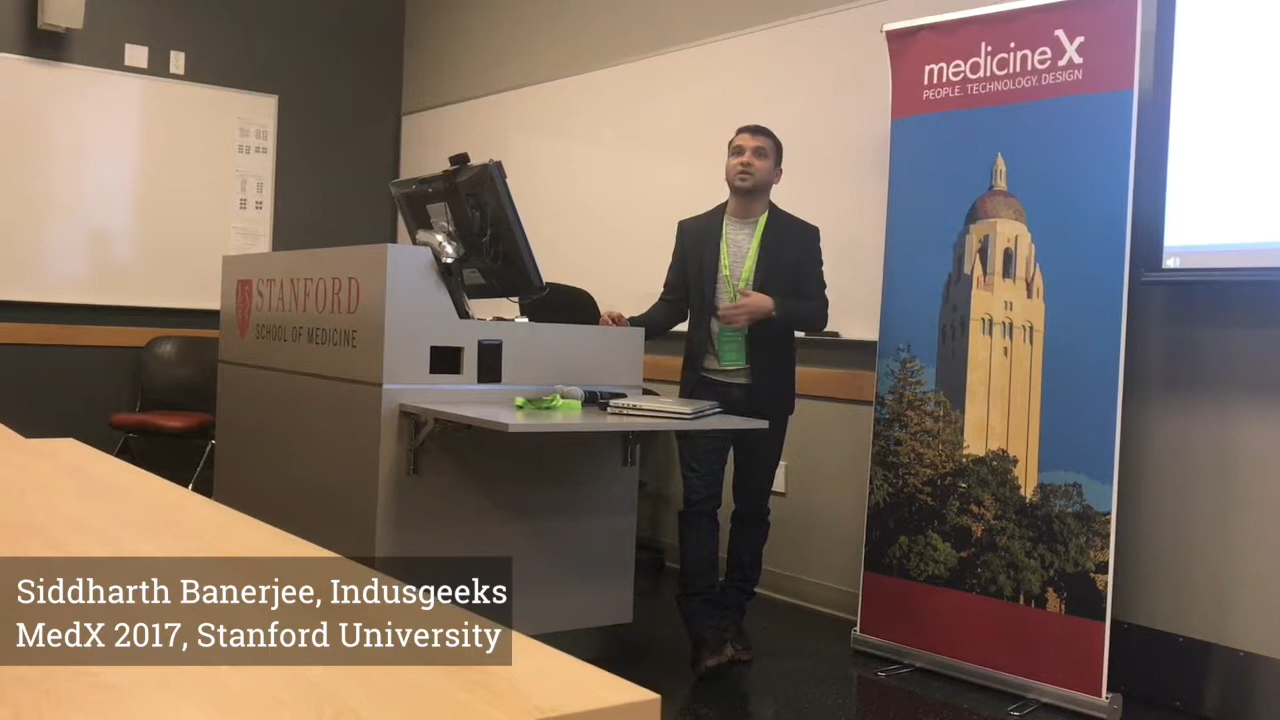 medicine X
PEOPLE. TECHNOLOGY. DESIGN
STANFORD
SCHOOL OF MEDICINE
Siddharth Banerjee, Indusgeeks
MedX 2017, Stanford University